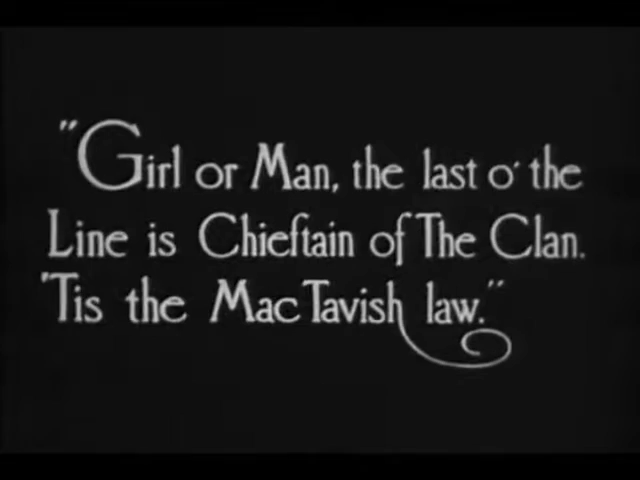 "Girl or Man, the last o' the
Line is Chieftain of The Clan.
'Tis the MacTavish law."